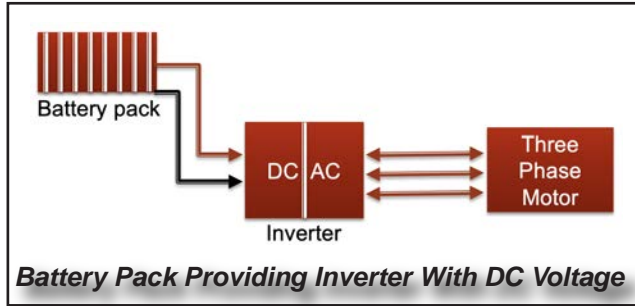 Battery pack
DC AC
Inverter
Three
Phase
Motor
Battery Pack Providing Inverter With DC Voltage